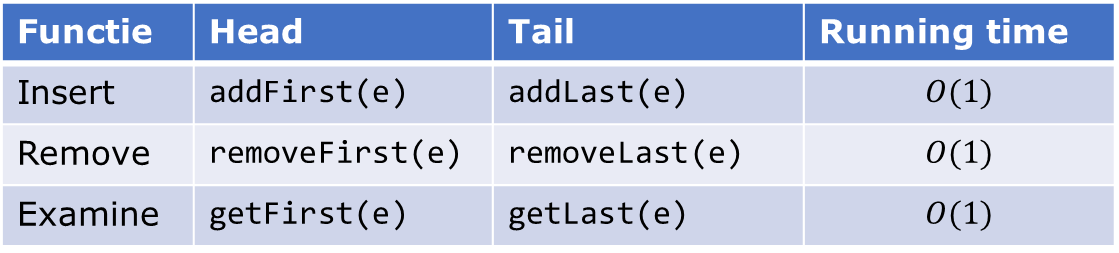 Functie Head Tail Running time
Insert addFirst(e) addLast(e) O(1)
Remove removeFirst(e) removeLast(e) O(1)
Examine getFirst(e) getLast(e) O(1)